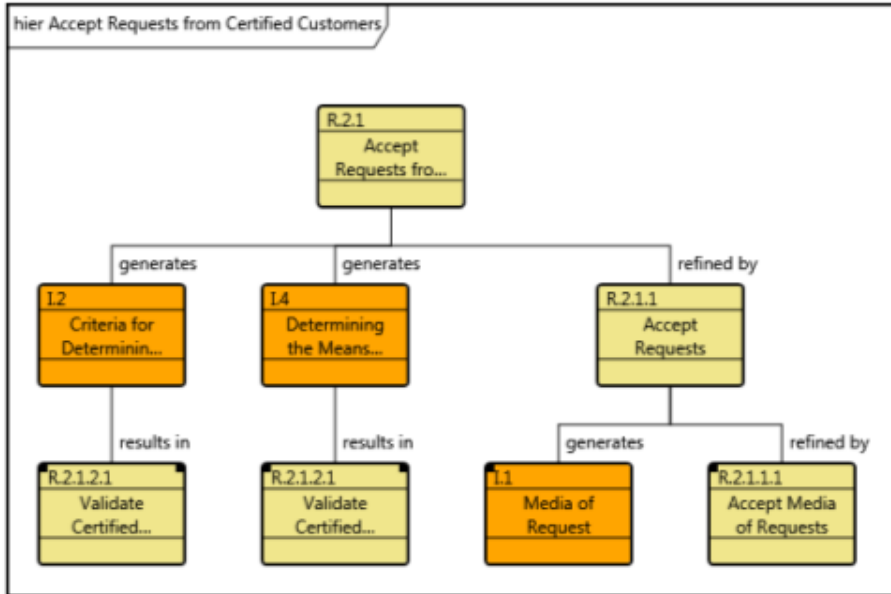 hier Accept Requests from Certified Customers
R.2.1
Accept
Requests fro...
generates
generates
refined by
I.2
Criteria for
Determinin...
I.4
Determining
the Means...
R.2.1.1
Accept
Requests
results in
results in
generates
refined by
R.2.1.2.1
Validate
Certified...
R.2.1.2.1
Validate
Certified...
I.1
Media of
Request
R.2.1.1.1
Accept Media
of Requests